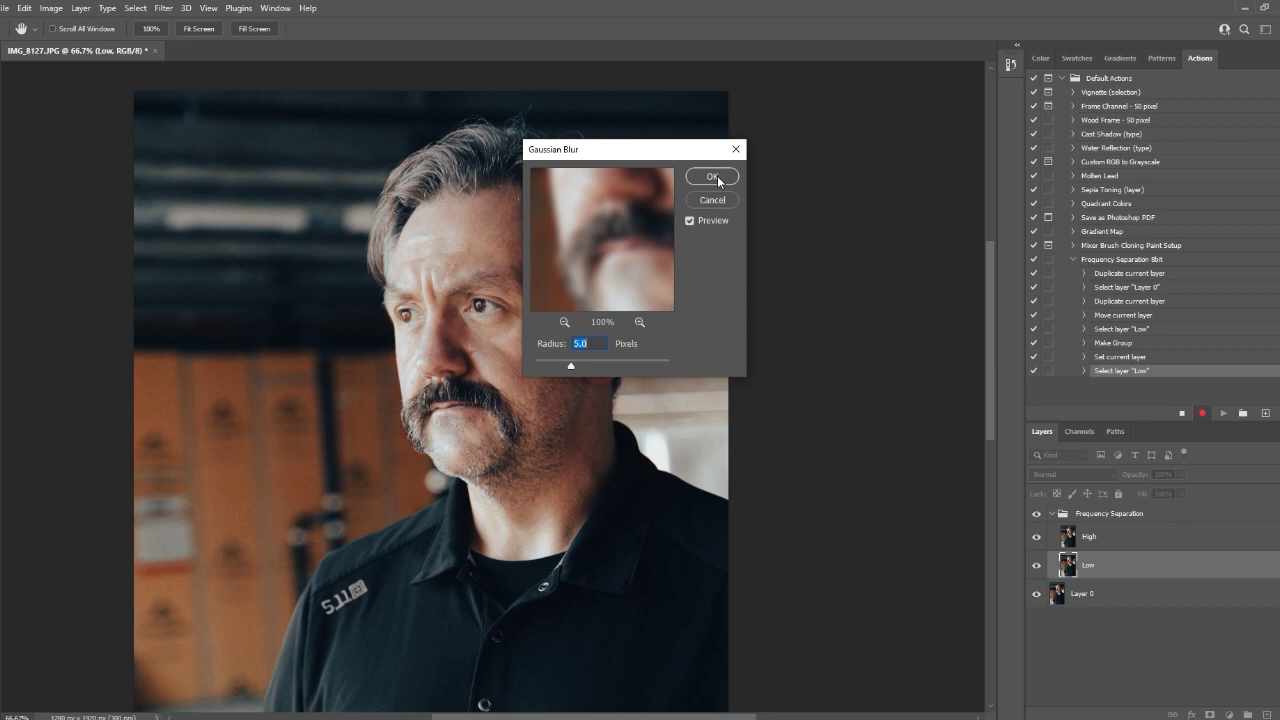 ile Edit Image Layer Type Select Filter 3D View Plugins Window Help
Scroll All Windows 100% Fit Screen Fill Screen
IMG_8127.JPG @ 66.7% (Low, RGB/8) *
Color Swatches Gradients Patterns Actions
Default Actions
Vignette (selection)
Frame Channel - 50 pixel
Wood Frame - 50 pixel
Cast Shadow (type)
Water Reflection (type)
Custom RGB to Grayscale
Molten Lead
Sepia Toning (layer)
Quadrant Colors
Save as Photoshop PDF
Gradient Map
Mixer Brush Cloning Paint Setup
Frequency Separation 8bit
Duplicate current layer
Select layer "Layer 0"
Duplicate current layer
Move current layer
Select layer "Low"
Make Group
Set current layer
Select layer "Low"
Gaussian Blur
OK
Cancel
Preview
100%
Radius: 5.0 Pixels
5.11
Layers Channels Paths
Kind
Normal Opacity: 100%
Lock: Fill: 100%
Frequency Separation
High
Low
Layer 0
66.67% 1280 px x 1920 px (300 ppi)